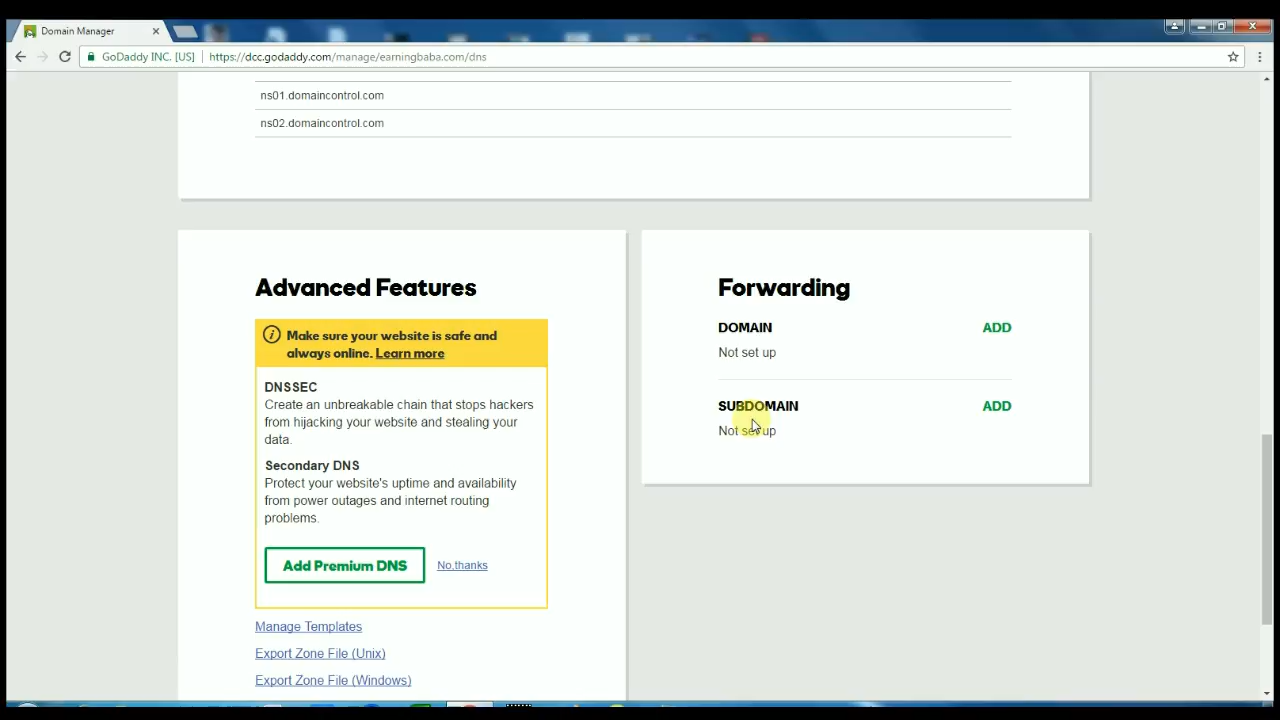 Domain Manager
GoDaddy INC. [US]
https://dcc.godaddy.com/manage/earningbaba.com/dns
ns01.domaincontrol.com
ns02.domaincontrol.com
Advanced Features
Make sure your website is safe and
always online. Learn more
DNSSEC
Create an unbreakable chain that stops hackers
from hijacking your website and stealing your
data.
Secondary DNS
Protect your website's uptime and availability
from power outages and internet routing
problems.
Add Premium DNS
No,thanks
Manage Templates
Export Zone File (Unix)
Export Zone File (Windows)
Forwarding
DOMAIN
ADD
Not set up
SUBDOMAIN
ADD
Not set up